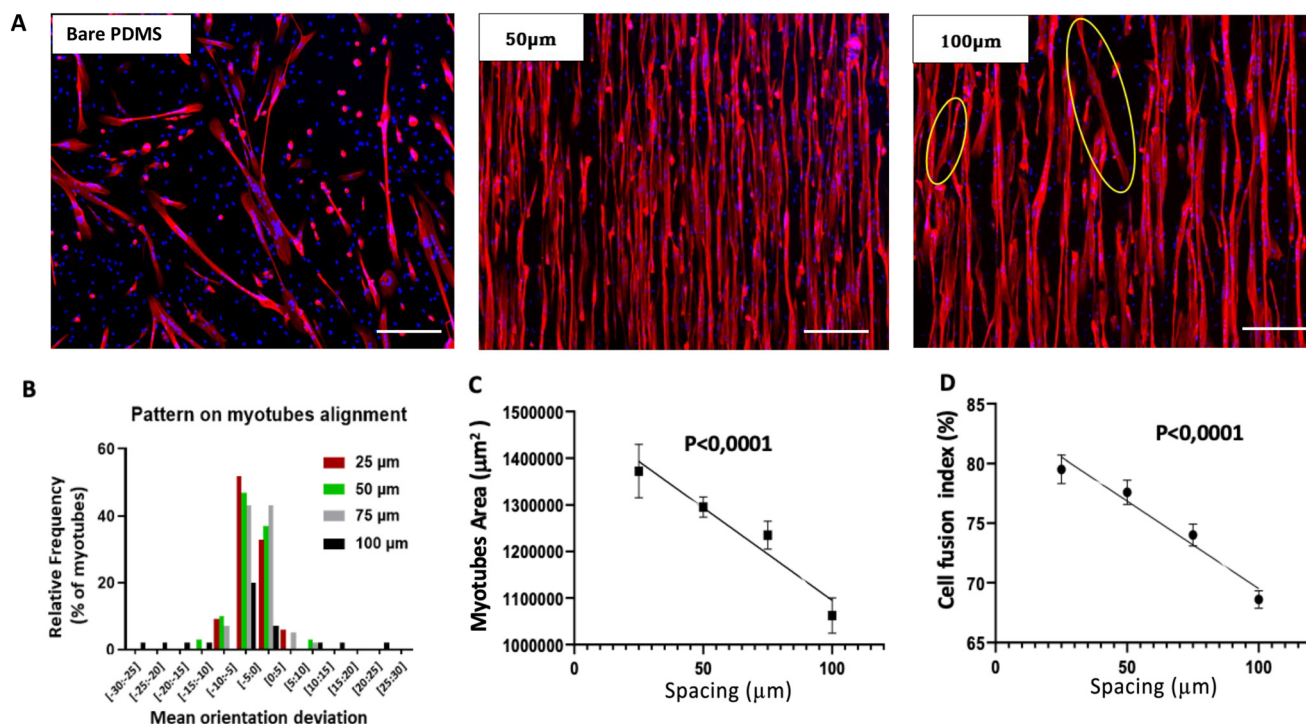 A
Bare PDMS
50μm
100μm
B
Pattern on myotubes alignment
Relative Frequency
(% of myotubes)
60
40
20
0
25 μm
50 μm
75 μm
100 μm
[-30:-25]
[-25:-20]
[-20:-15]
[-15:-10]
[-10:-5]
[-5:0]
[0:5]
[5:10]
[10:15]
[15:20]
[20:25]
[25:30]
Mean orientation deviation
C
Myotubes Area (μm²)
1500000
1400000
1300000
1200000
1100000
1000000
P<0,0001
0
50
100
Spacing (μm)
D
Cell fusion index (%)
85
80
75
70
65
P<0,0001
0
50
100
Spacing (μm)